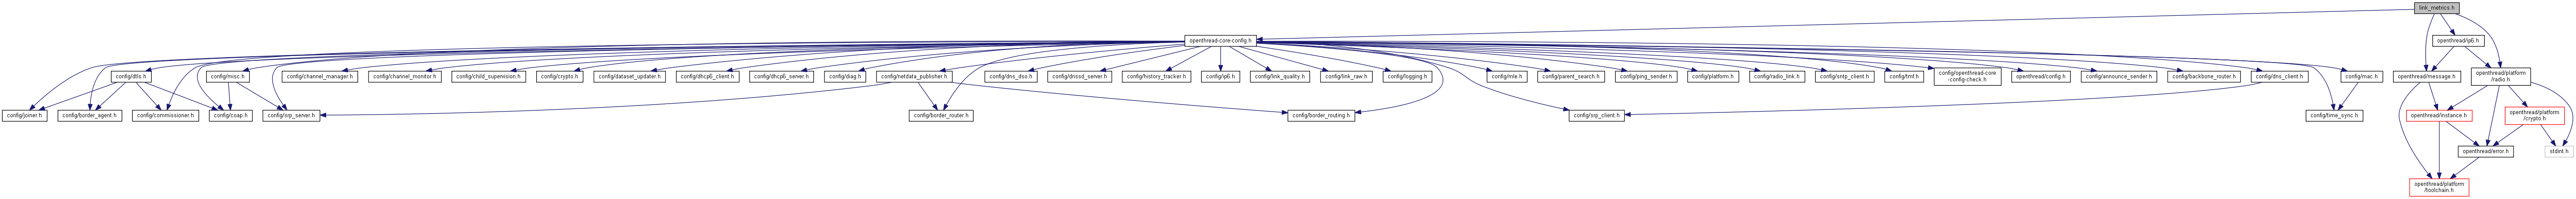 link_metrics.h
openthread-core-config.h
openthread/ip6.h
config/dtls.h
config/misc.h
config/channel_manager.h
config/channel_monitor.h
config/child_supervision.h
config/crypto.h
config/dataset_updater.h
config/dhcp6_client.h
config/dhcp6_server.h
config/diag.h
config/netdata_publisher.h
config/dns_dso.h
config/dnssd_server.h
config/history_tracker.h
config/ip6.h
config/link_quality.h
config/link_raw.h
config/logging.h
config/mle.h
config/parent_search.h
config/ping_sender.h
config/platform.h
config/radio_link.h
config/sntp_client.h
config/tmf.h
config/openthread-core
-config-check.h
openthread/config.h
config/announce_sender.h
config/backbone_router.h
config/dns_client.h
config/mac.h
openthread/message.h
openthread/platform
/radio.h
config/joiner.h
config/border_agent.h
config/commissioner.h
config/coap.h
config/srp_server.h
config/border_router.h
config/border_routing.h
config/srp_client.h
config/time_sync.h
openthread/instance.h
openthread/platform
/crypto.h
openthread/error.h
stdint.h
openthread/platform
/toolchain.h